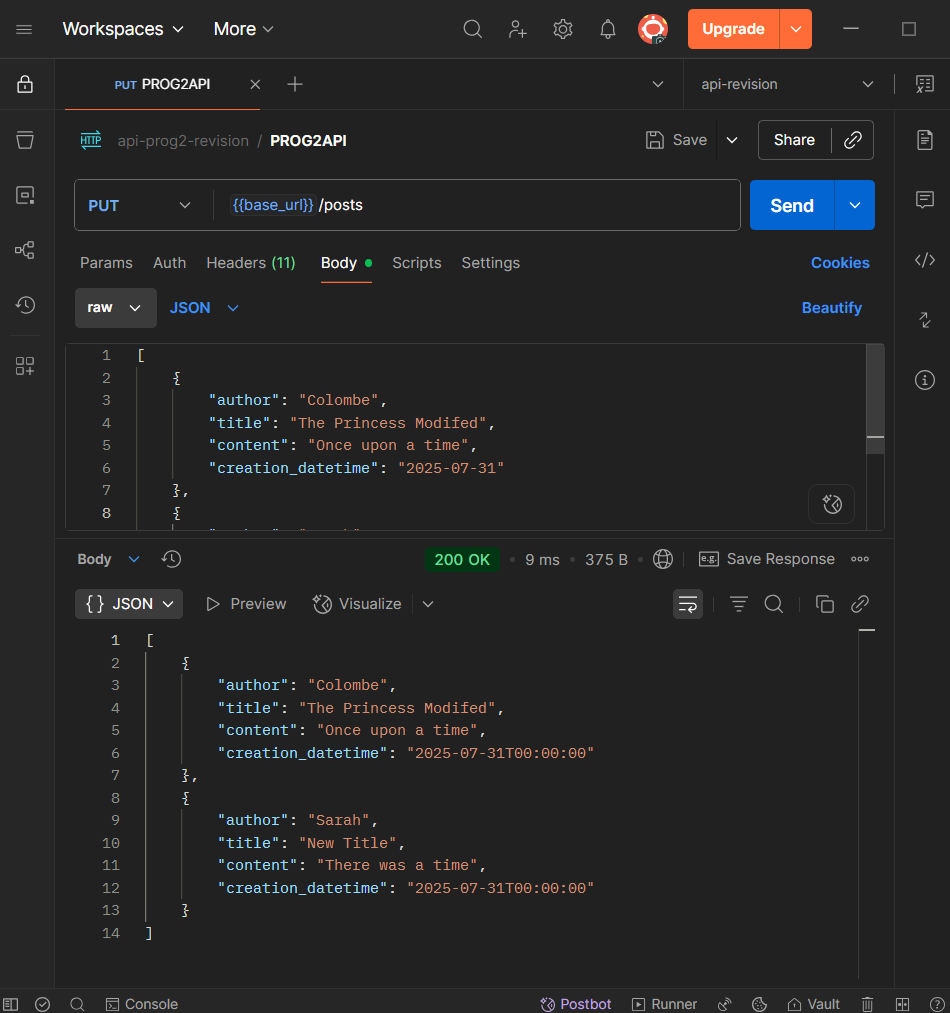 Workspaces More Upgrade
PUT PROG2API api-revision
HTTP api-prog2-revision / PROG2API Save Share
PUT {{base_url}}/posts Send
Params Auth Headers (11) Body Scripts Settings Cookies
raw JSON Beautify
1 [
2 {
3 "author": "Colombe",
4 "title": "The Princess Modifed",
5 "content": "Once upon a time",
6 "creation_datetime": "2025-07-31"
7 },
8 {
Body 200 OK 9 ms 375 B e.g. Save Response
{} JSON Preview Visualize
1 [
2 {
3 "author": "Colombe",
4 "title": "The Princess Modifed",
5 "content": "Once upon a time",
6 "creation_datetime": "2025-07-31T00:00:00"
7 },
8 {
9 "author": "Sarah",
10 "title": "New Title",
11 "content": "There was a time",
12 "creation_datetime": "2025-07-31T00:00:00"
13 }
14 ]
Console Postbot Runner Vault